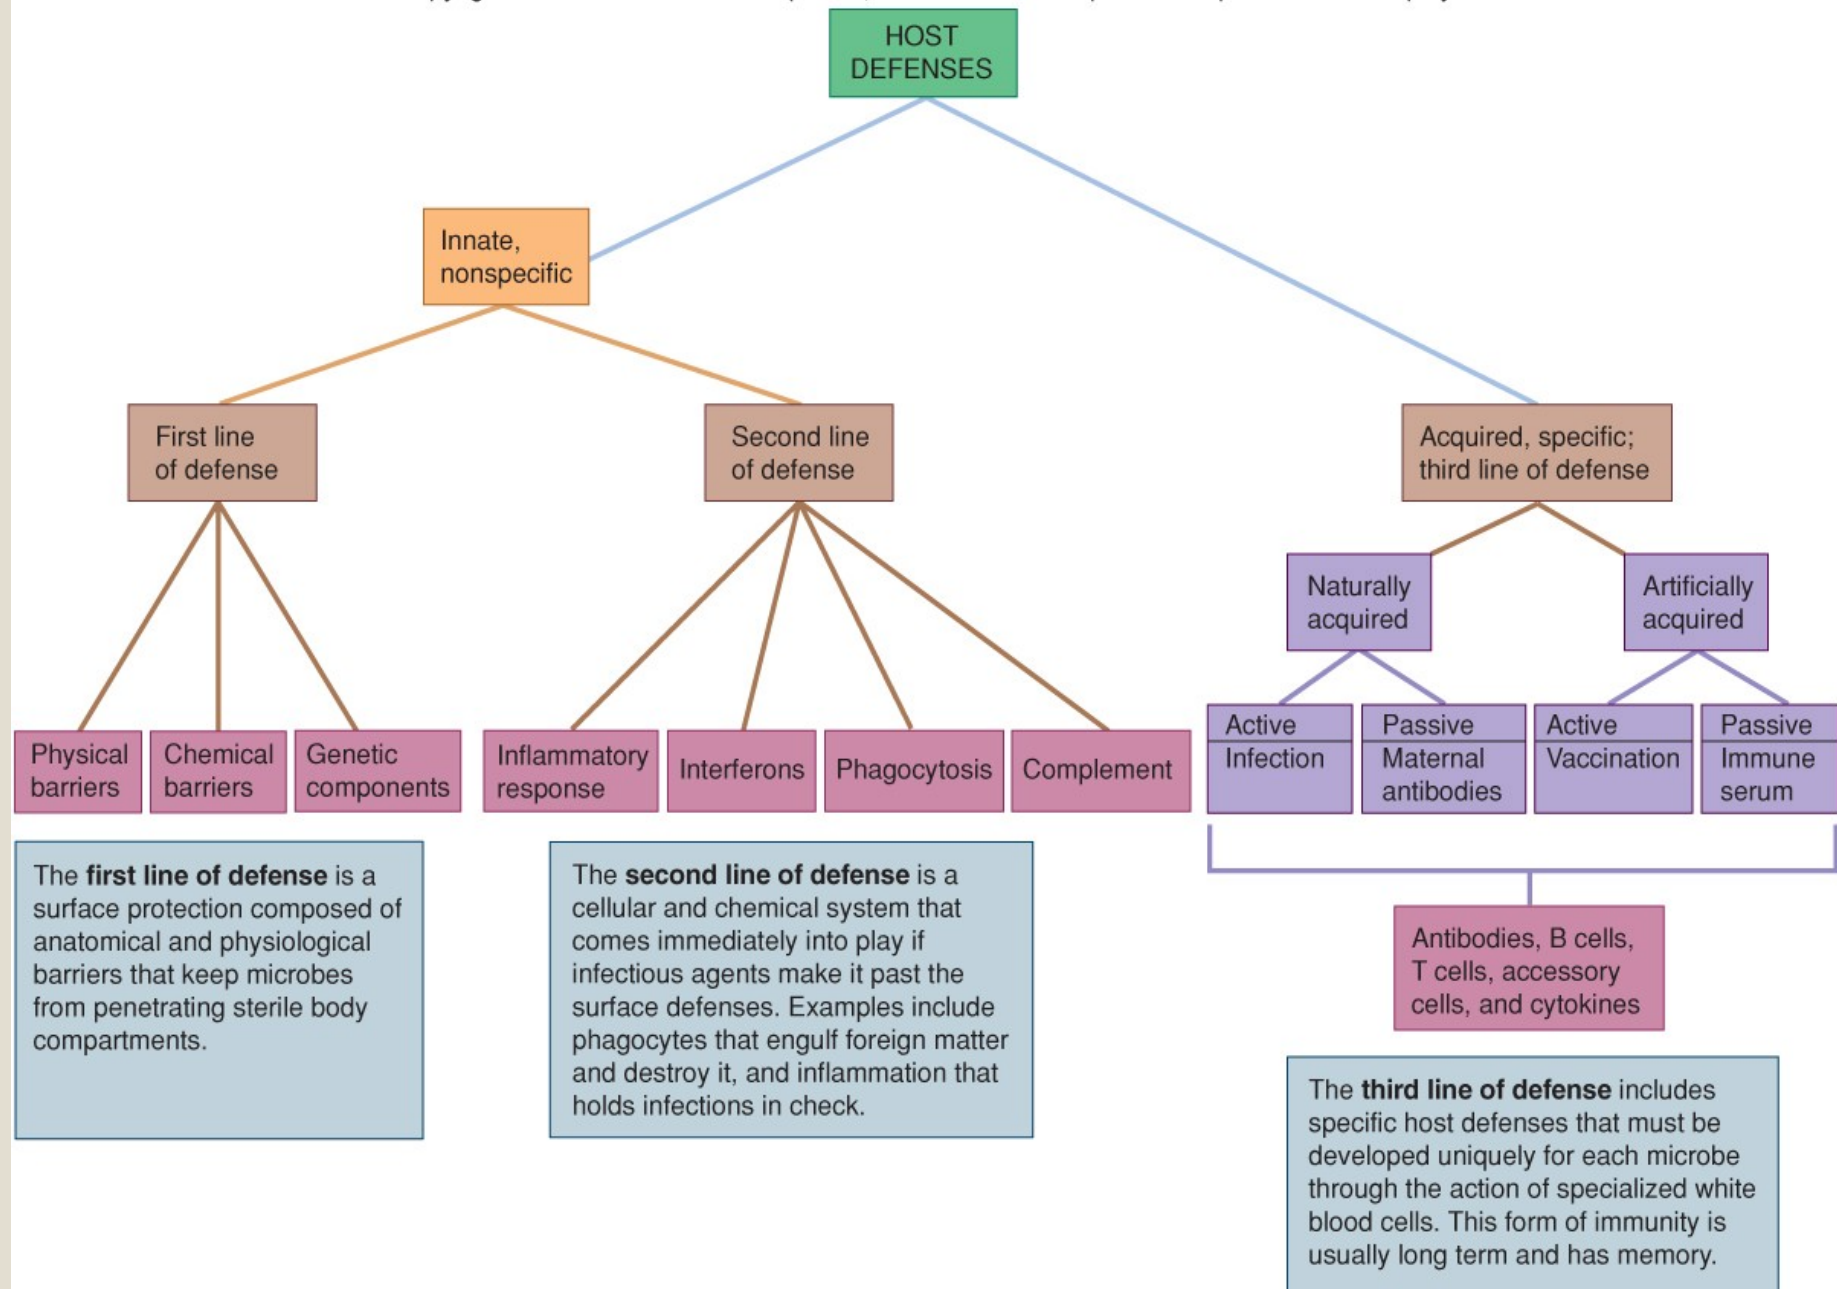 HOST
DEFENSES
Innate,
nonspecific
First line
of defense
Second line
of defense
Acquired, specific;
third line of defense
Naturally
acquired
Artificially
acquired
Physical
barriers
Chemical
barriers
Genetic
components
Inflammatory
response
Interferons
Phagocytosis
Complement
Active
Infection
Passive
Maternal
antibodies
Active
Vaccination
Passive
Immune
serum
The first line of defense is a
surface protection composed of
anatomical and physiological
barriers that keep microbes
from penetrating sterile body
compartments.
The second line of defense is a
cellular and chemical system that
comes immediately into play if
infectious agents make it past the
surface defenses. Examples include
phagocytes that engulf foreign matter
and destroy it, and inflammation that
holds infections in check.
Antibodies, B cells,
T cells, accessory
cells, and cytokines
The third line of defense includes
specific host defenses that must be
developed uniquely for each microbe
through the action of specialized white
blood cells. This form of immunity is
usually long term and has memory.